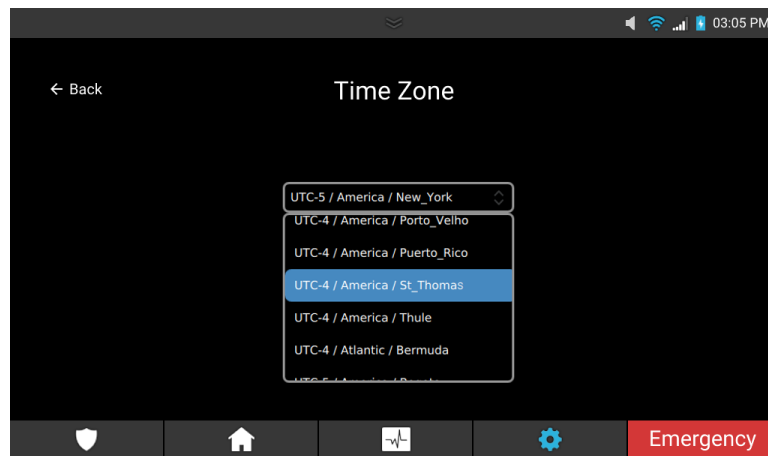 03:05 PM
← Back
Time Zone
UTC-5 / America / New_York
UTC-4 / America / Porto_Velho
UTC-4 / America / Puerto_Rico
UTC-4 / America / St_Thomas
UTC-4 / America / Thule
UTC-4 / Atlantic / Bermuda
Emergency